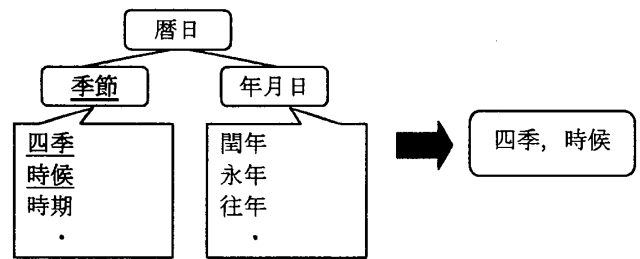 暦日
季節
年月日
四季
時候
時期
・
閏年
永年
往年
・
四季，時候